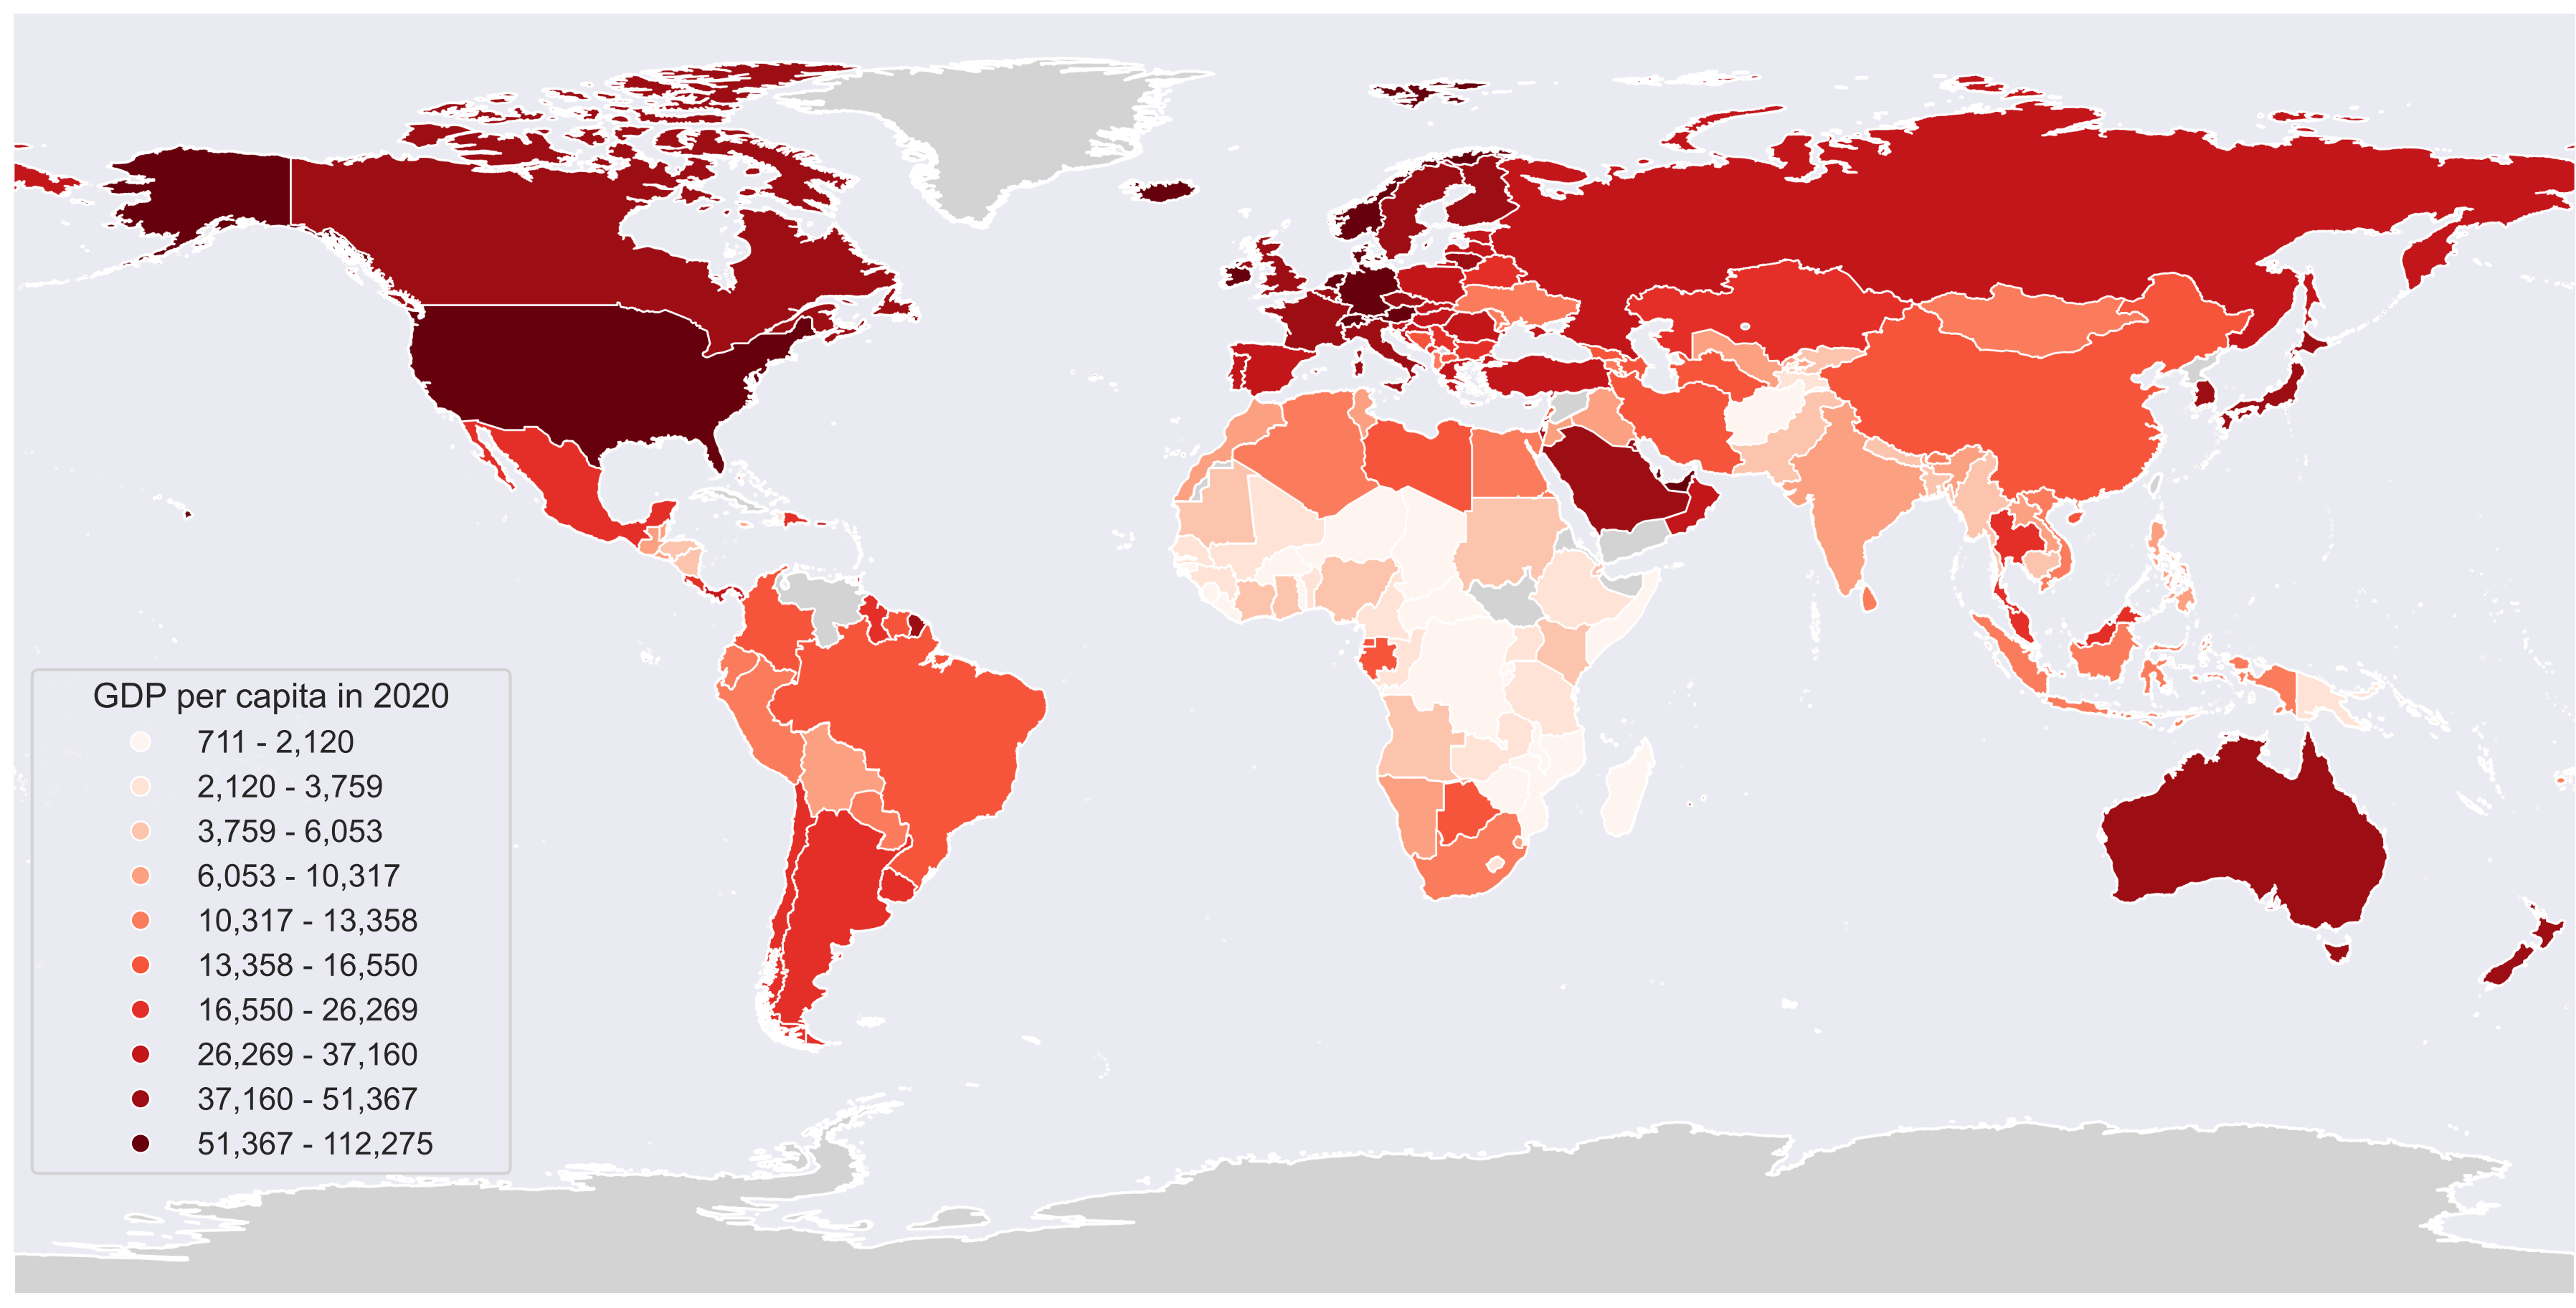 GDP per capita in 2020
711 - 2,120
2,120 - 3,759
3,759 - 6,053
6,053 - 10,317
10,317 - 13,358
13,358 - 16,550
16,550 - 26,269
26,269 - 37,160
37,160 - 51,367
51,367 - 112,275